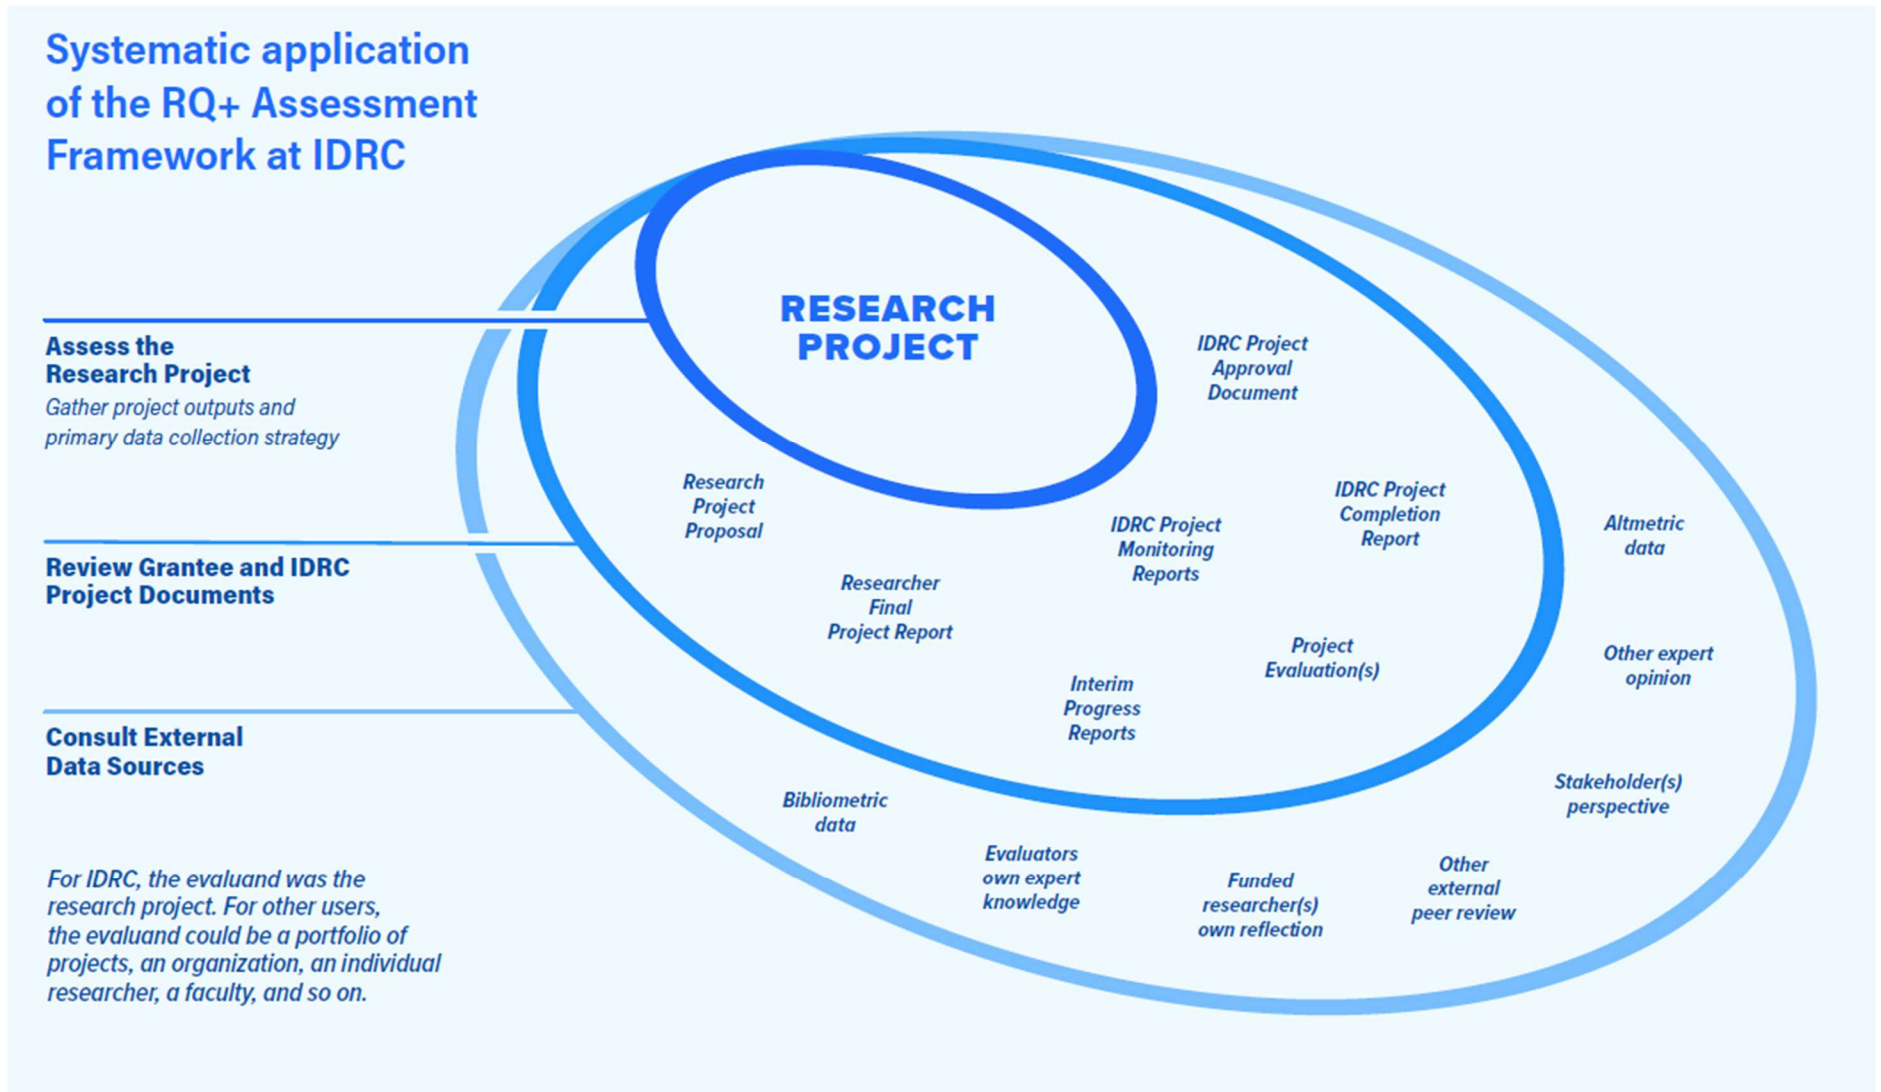 Systematic application
of the RQ+ Assessment
Framework at IDRC
RESEARCH
PROJECT
Assess the
Research Project
Gather project outputs and
primary data collection strategy
Review Grantee and IDRC
Project Documents
Consult External
Data Sources
For IDRC, the evaluand was the
research project. For other users,
the evaluand could be a portfolio of
projects, an organization, an individual
researcher, a faculty, and so on.
IDRC Project
Approval
Document
Research
Project
Proposal
IDRC Project
Completion
Report
IDRC Project
Monitoring
Reports
Researcher
Final
Project Report
Project
Evaluation(s)
Interim
Progress
Reports
Altmetric
data
Other expert
opinion
Stakeholder(s)
perspective
Bibliometric
data
Evaluators
own expert
knowledge
Funded
researcher(s)
own reflection
Other
external
peer review